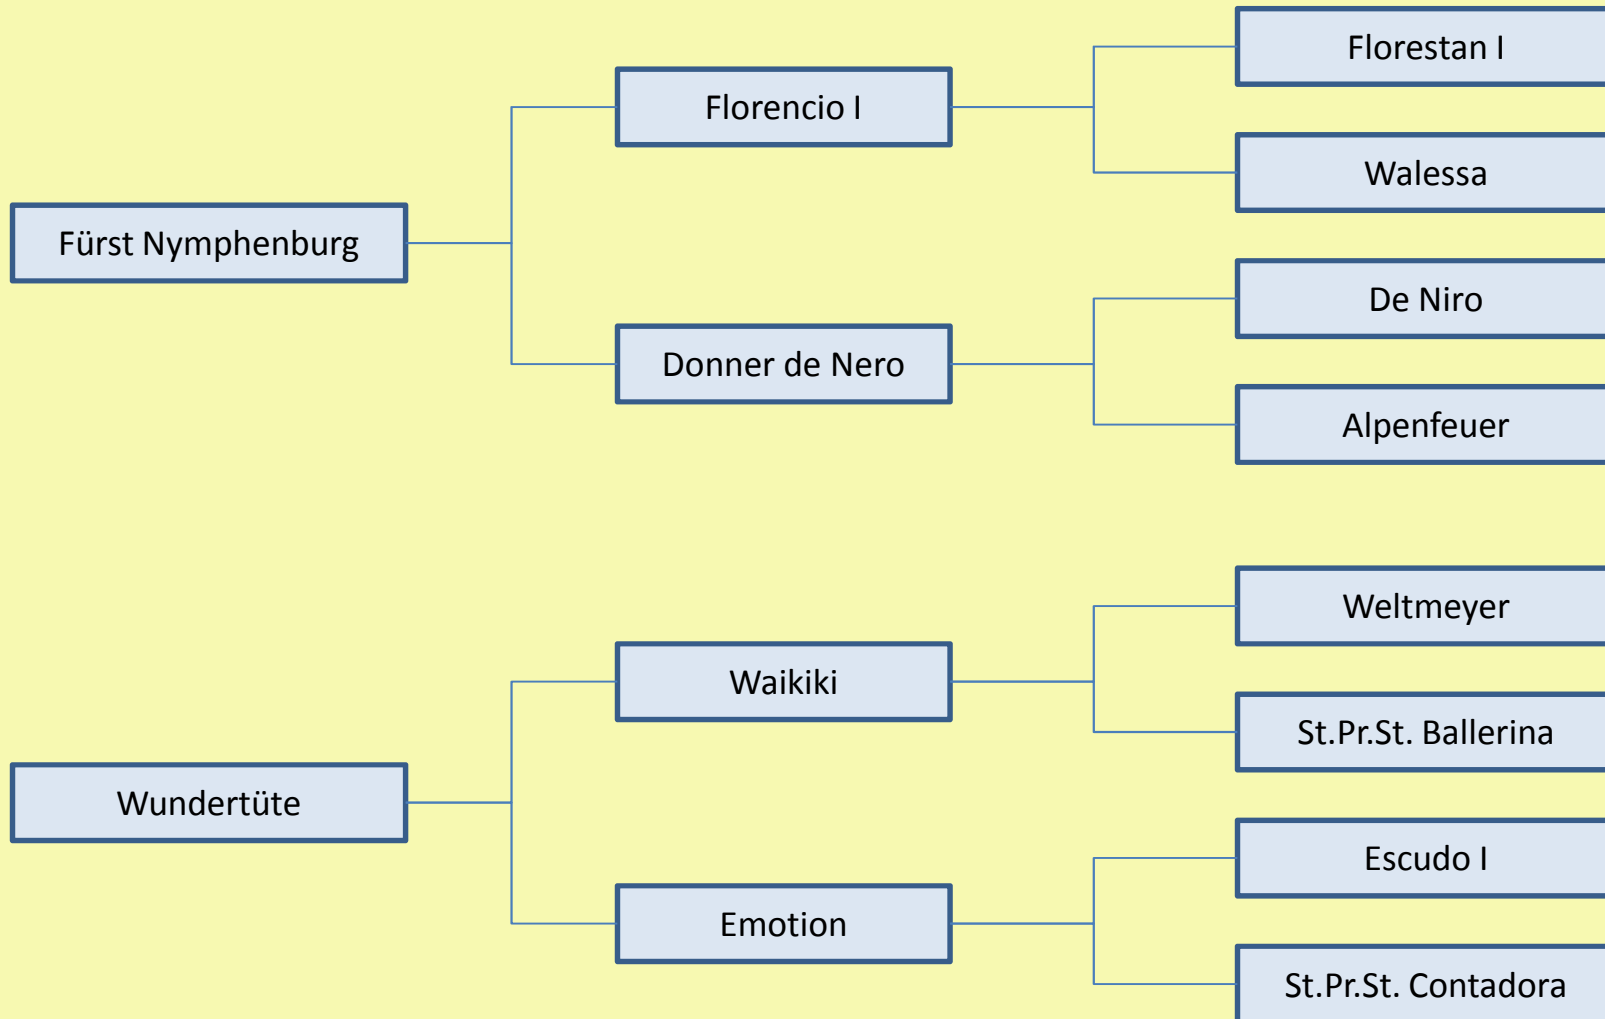 Florestan I
Florencio I
Walessa
Fürst Nymphenburg
De Niro
Donner de Nero
Alpenfeuer
Weltmeyer
Waikiki
St.Pr.St. Ballerina
Wundertüte
Escudo I
Emotion
St.Pr.St. Contadora